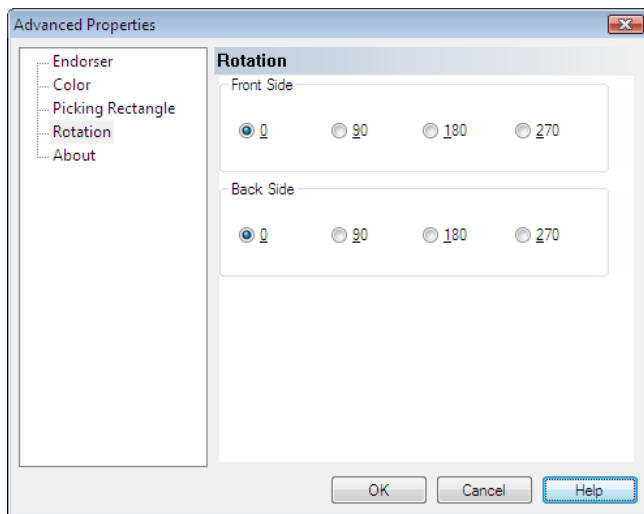 Advanced Properties
Endorser
Color
Picking Rectangle
Rotation
About
Rotation
Front Side
0 90 180 270
Back Side
0 90 180 270
OK Cancel Help